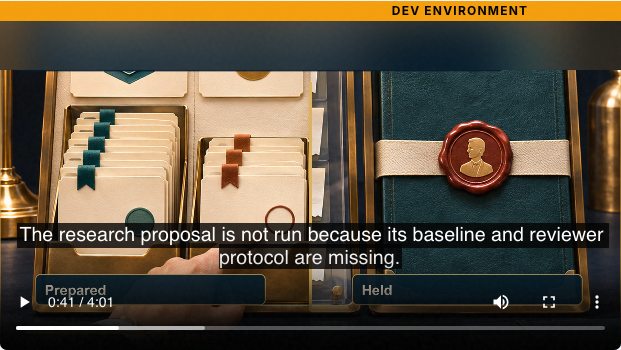 DEV ENVIRONMENT
The research proposal is not run because its baseline and reviewer
protocol are missing.
Prepared
Held
0:41 / 4:01